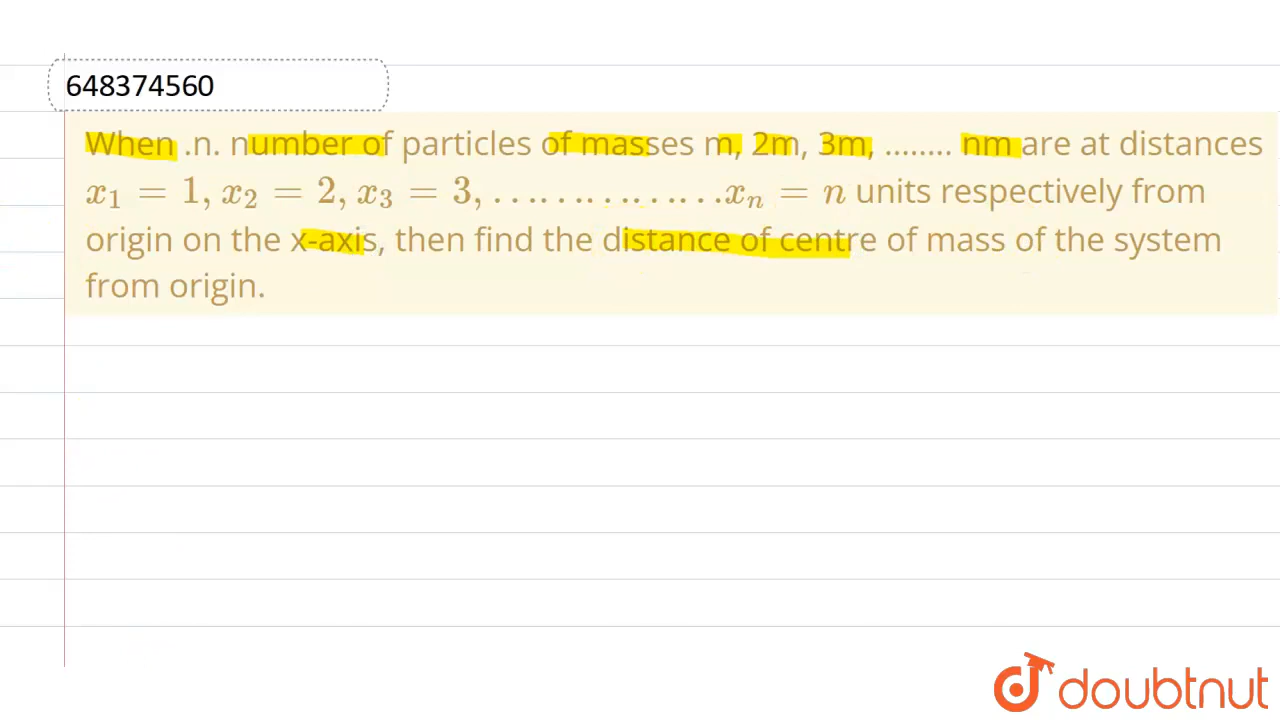 648374560
When .n. number of particles of masses m, 2m, 3m, ........ nm are at distances
x₁ = 1, x₂ = 2, x₃ = 3, ……………xₙ = n units respectively from
origin on the x-axis, then find the distance of centre of mass of the system
from origin.
doubtnut